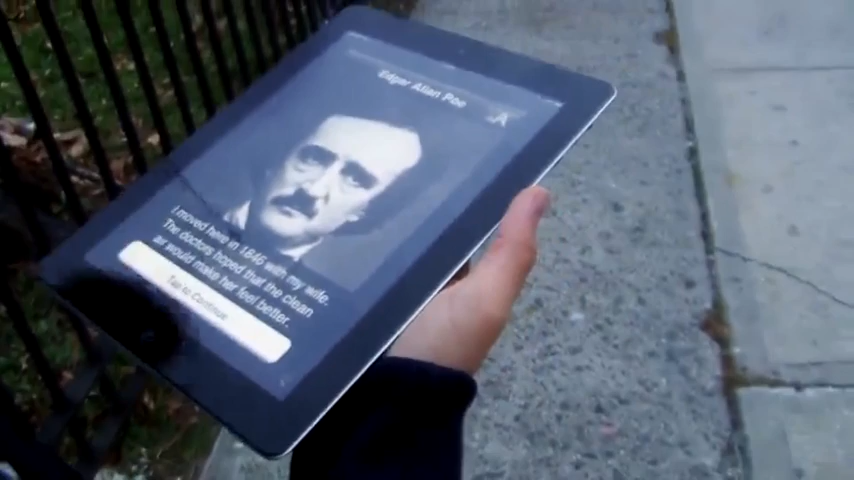 Edgar Allan Poe
I moved here in 1846 with my wife.
The doctors hoped that the clean
air would make her feel better.
Tap to Continue